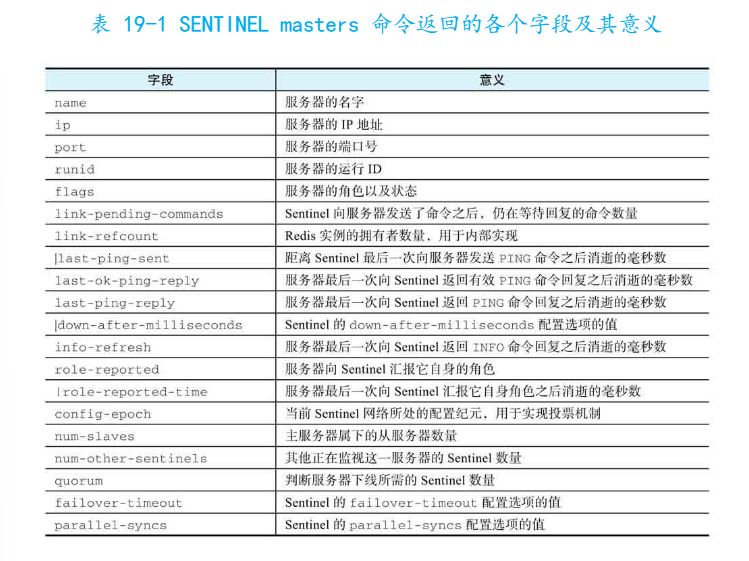 表 19-1 SENTINEL masters 命令返回的各个字段及其意义
字段 意义
name 服务器的名字
ip 服务器的 IP 地址
port 服务器的端口号
runid 服务器的运行 ID
flags 服务器的角色以及状态
link-pending-commands Sentinel 向服务器发送了命令之后，仍在等待回复的命令数量
link-refcount Redis 实例的拥有者数量，用于内部实现
|last-ping-sent 距离 Sentinel 最后一次向服务器发送 PING 命令之后消逝的毫秒数
last-ok-ping-reply 服务器最后一次向 Sentinel 返回有效 PING 命令回复之后消逝的毫秒数
last-ping-reply 服务器最后一次向 Sentinel 返回 PING 命令回复之后消逝的毫秒数
|down-after-milliseconds Sentinel 的 down-after-milliseconds 配置选项的值
info-refresh 服务器最后一次向 Sentinel 返回 INFO 命令回复之后消逝的毫秒数
role-reported 服务器向 Sentinel 汇报它自身的角色
|role-reported-time 服务器最后一次向 Sentinel 汇报它自身角色之后消逝的毫秒数
config-epoch 当前 Sentinel 网络所处的配置纪元，用于实现投票机制
num-slaves 主服务器属下的从服务器数量
num-other-sentinels 其他正在监视这一服务器的 Sentinel 数量
quorum 判断服务器下线所需的 Sentinel 数量
failover-timeout Sentinel 的 failover-timeout 配置选项的值
parallel-syncs Sentinel 的 parallel-syncs 配置选项的值